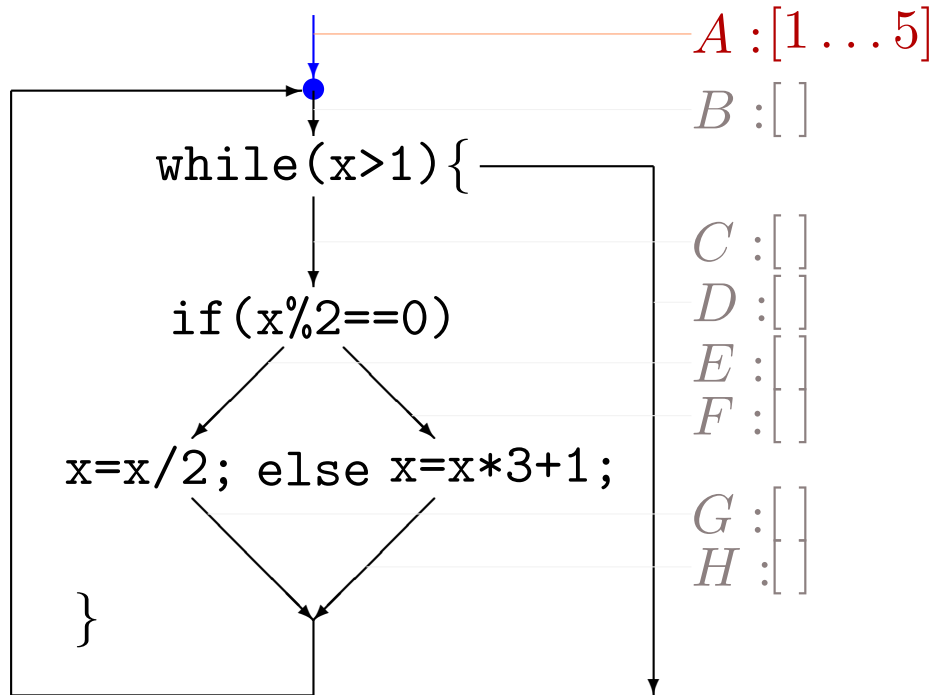 A :[1 ... 5]
B :[ ]
while(x>1){
C :[ ]
D :[ ]
if(x%2==0)
E :[ ]
F :[ ]
x=x/2; else x=x*3+1;
G :[ ]
H :[ ]
}